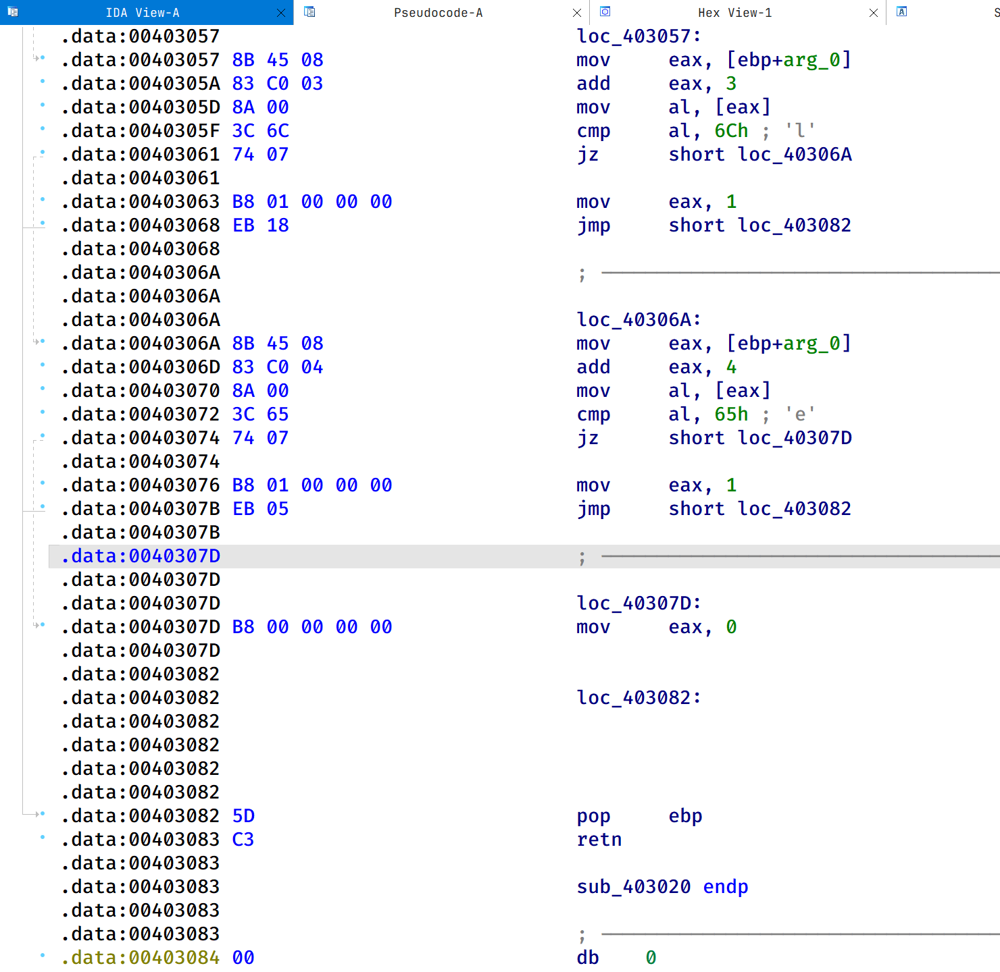 IDA View-A Pseudocode-A Hex View-1 S
.data:00403057 loc_403057:
.data:00403057 8B 45 08 mov eax, [ebp+arg_0]
.data:0040305A 83 C0 03 add eax, 3
.data:0040305D 8A 00 mov al, [eax]
.data:0040305F 3C 6C cmp al, 6Ch ; 'l'
.data:00403061 74 07 jz short loc_40306A
.data:00403061
.data:00403063 B8 01 00 00 00 mov eax, 1
.data:00403068 EB 18 jmp short loc_403082
.data:00403068
.data:0040306A ; ───────────────
.data:0040306A
.data:0040306A loc_40306A:
.data:0040306A 8B 45 08 mov eax, [ebp+arg_0]
.data:0040306D 83 C0 04 add eax, 4
.data:00403070 8A 00 mov al, [eax]
.data:00403072 3C 65 cmp al, 65h ; 'e'
.data:00403074 74 07 jz short loc_40307D
.data:00403074
.data:00403076 B8 01 00 00 00 mov eax, 1
.data:0040307B EB 05 jmp short loc_403082
.data:0040307B
.data:0040307D ; ───────────────
.data:0040307D
.data:0040307D loc_40307D:
.data:0040307D B8 00 00 00 00 mov eax, 0
.data:0040307D
.data:00403082
.data:00403082 loc_403082:
.data:00403082
.data:00403082
.data:00403082
.data:00403082
.data:00403082 5D pop ebp
.data:00403083 C3 retn
.data:00403083
.data:00403083 sub_403020 endp
.data:00403083
.data:00403083 ; ───────────────
.data:00403084 00 db 0